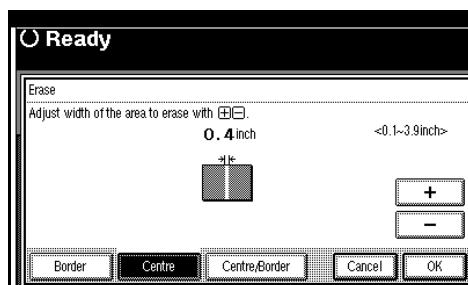 Ready
Erase
Adjust width of the area to erase with ⊞⊟.
0.4inch <0.1~3.9inch>
+
−
Border Centre Centre/Border Cancel OK